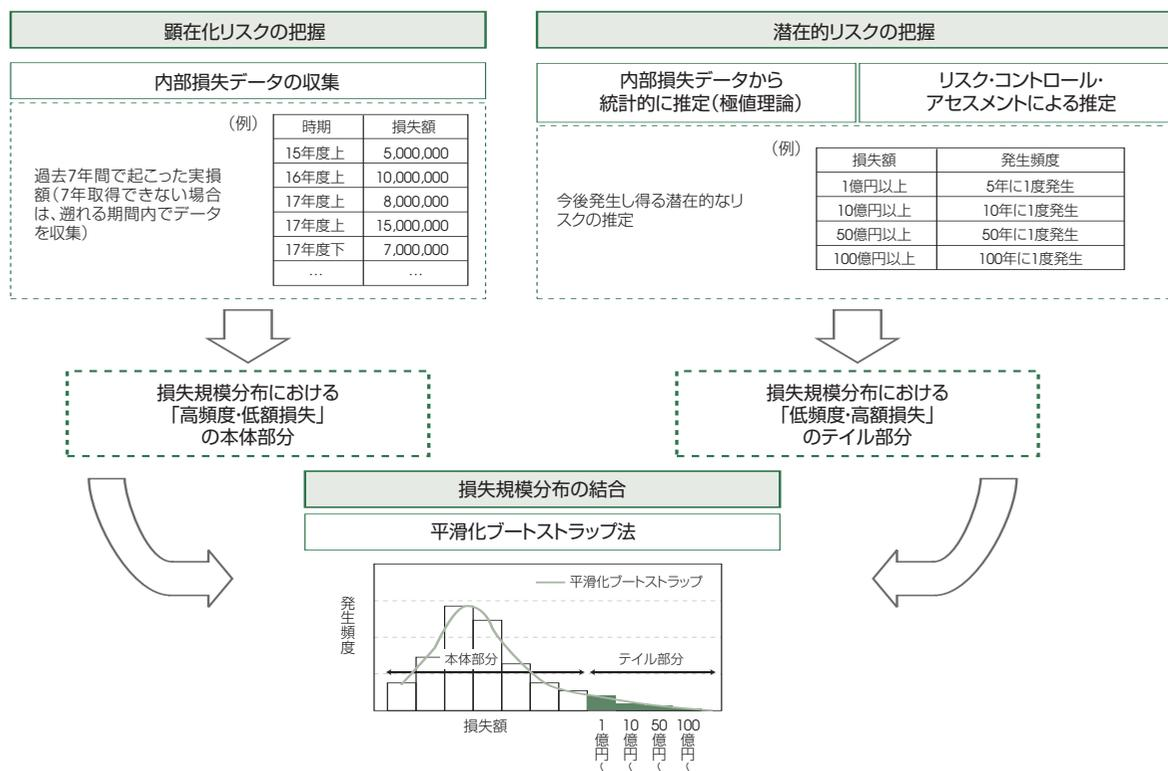 顕在化リスクの把握
内部損失データの収集
(例)
過去7年間で起こった実損
額(7年取得できない場合
は、遡れる期間内でデータ
を収集)
時期 損失額
15年度上 5,000,000
16年度上 10,000,000
17年度上 8,000,000
17年度上 15,000,000
17年度下 7,000,000
… …
潜在的リスクの把握
内部損失データから
統計的に推定(極値理論)
リスク・コントロール・
アセスメントによる推定
(例)
今後発生し得る潜在的なリ
スクの推定
損失額 発生頻度
1億円以上 5年に1度発生
10億円以上 10年に1度発生
50億円以上 50年に1度発生
100億円以上 100年に1度発生
損失規模分布における
「高頻度・低額損失」
の本体部分
損失規模分布における
「低頻度・高額損失」
のテイル部分
損失規模分布の結合
平滑化ブートストラップ法
平滑化ブートストラップ
発生頻度
本体部分
テイル部分
損失額
1億円〜
10億円〜
50億円〜
100億円〜